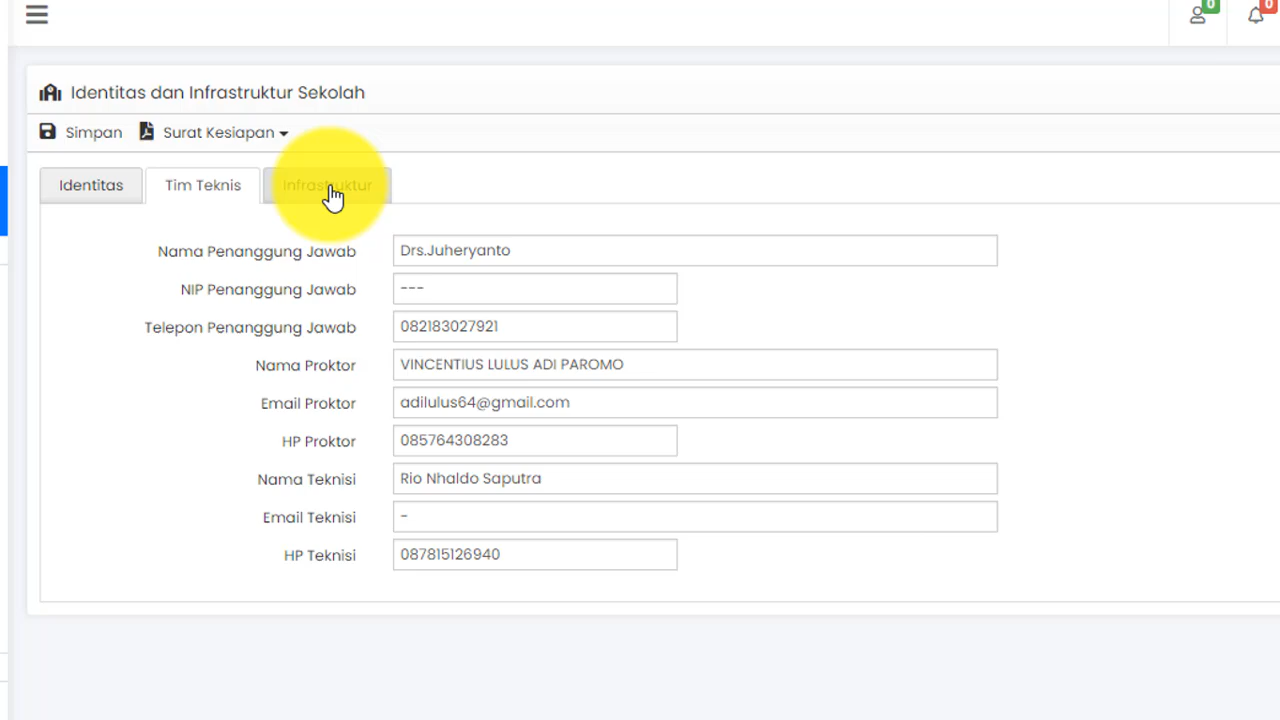 0 0
Identitas dan Infrastruktur Sekolah
Simpan Surat Kesiapan
Identitas Tim Teknis Infrastruktur
Nama Penanggung Jawab Drs.Juheryanto
NIP Penanggung Jawab ---
Telepon Penanggung Jawab 082183027921
Nama Proktor VINCENTIUS LULUS ADI PAROMO
Email Proktor adilulus64@gmail.com
HP Proktor 085764308283
Nama Teknisi Rio Nhaldo Saputra
Email Teknisi -
HP Teknisi 087815126940